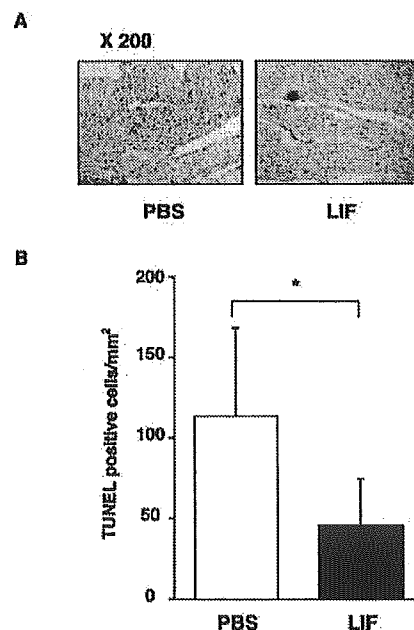 A
X 200
PBS LIF
B
TUNEL positive cells/mm²
200
150
100
50
0
*
PBS LIF